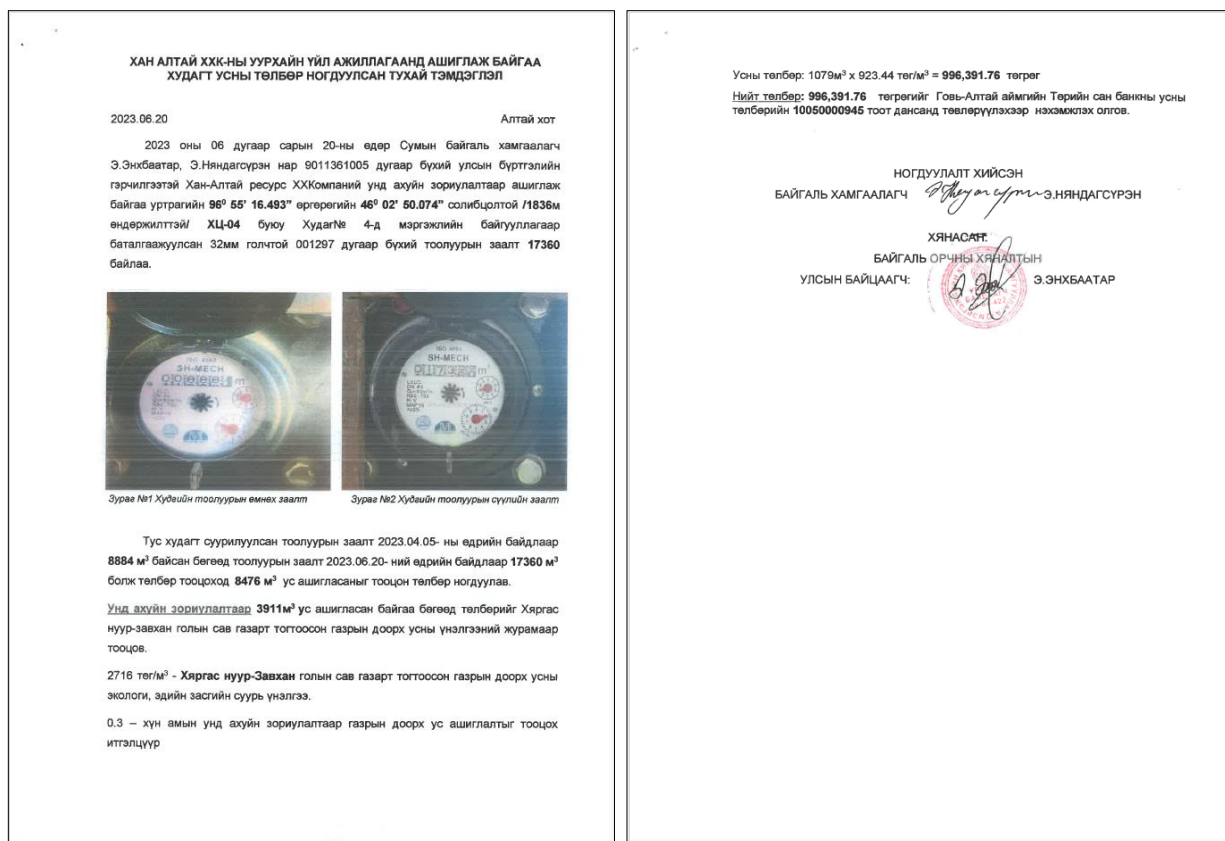 ХАН АЛТАЙ ХХК-НЫ УУРХАЙН ҮЙЛ АЖИЛЛАГААНД АШИГЛАЖ БАЙГАА
ХУДАГТ УСНЫ ТӨЛБӨР НОГДУУЛСАН ТУХАЙ ТЭМДЭГЛЭЛ
2023.06.20 Алтай хот
2023 оны 06 дугаар сарын 20-ны өдөр Сумын байгаль хамгаалагч
Э.Энхбаатар, Э.Няндагсүрэн нар 9011361005 дугаар бүхий улсын бүртгэлийн
гэрчилгээтэй Хан-Алтай ресурс ХХКомпаний унд ахуйн зориулалтаар ашиглаж
байгаа уртрагийн 96⁰ 55’ 16.493” өргөрөгийн 46⁰ 02’ 50.074” солибцолтой /1836м
өндөржилттэй/ ХЦ-04 буюу Худаг№ 4-д мэргэжлийн байгууллагаар
баталгаажуулсан 32мм голчтой 001297 дугаар бүхий тоолуурын заалт 17360
байлаа.
ISO 4064
SH-MECH
m³
ISO 4064
SH-MECH
m³
Зураг №1 Худгийн тоолуурын өмнөх заалт
Зураг №2 Худгийн тоолуурын сүүлийн заалт
Тус худагт суурилуулсан тоолуурын заалт 2023.04.05- ны өдрийн байдлаар
8884 м³ байсан бөгөөд тоолуурын заалт 2023.06.20- ний өдрийн байдлаар 17360 м³
болж төлбөр тооцоход 8476 м³ ус ашигласаныг тооцон төлбөр ногдуулав.
Унд ахуйн зориулалтаар 3911м³ ус ашигласан байгаа бөгөөд төлбөрийг Хяргас
нуур-завхан голын сав газарт тогтоосон газрын доорх усны үнэлгээний журамаар
тооцов.
2716 төг/м³ - Хяргас нуур-Завхан голын сав газарт тогтоосон газрын доорх усны
экологи, эдийн засгийн суурь үнэлгээ.
0.3 – хүн амын унд ахуйн зориулалтаар газрын доорх ус ашиглалтыг тооцох
итгэлцүүр
Усны төлбөр: 1079м³ x 923.44 төг/м³ = 996,391.76 төгрөг
Нийт төлбөр: 996,391.76 төгрөгийг Говь-Алтай аймгийн Төрийн сан банкны усны
төлбөрийн 10050000945 тоот дансанд төвлөрүүлэхээр нэхэмжлэх олгов.
НОГДУУЛАЛТ ХИЙСЭН
БАЙГАЛЬ ХАМГААЛАГЧ Э.НЯНДАГСҮРЭН
ХЯНАСАН:
БАЙГАЛЬ ОРЧНЫ ХЯНАЛТЫН
УЛСЫН БАЙЦААГЧ: Э.ЭНХБААТАР